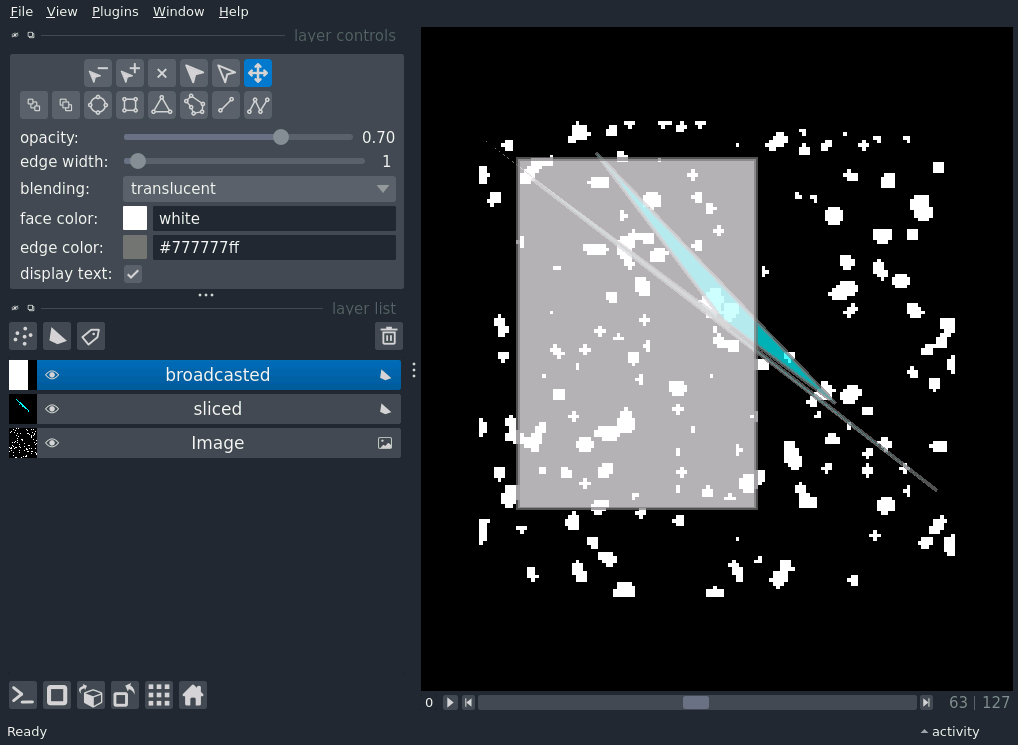 File View Plugins Window Help
layer controls
opacity: 0.70
edge width: 1
blending: translucent
face color: white
edge color: #777777ff
display text:
layer list
broadcasted
sliced
Image
0 63 | 127
Ready activity